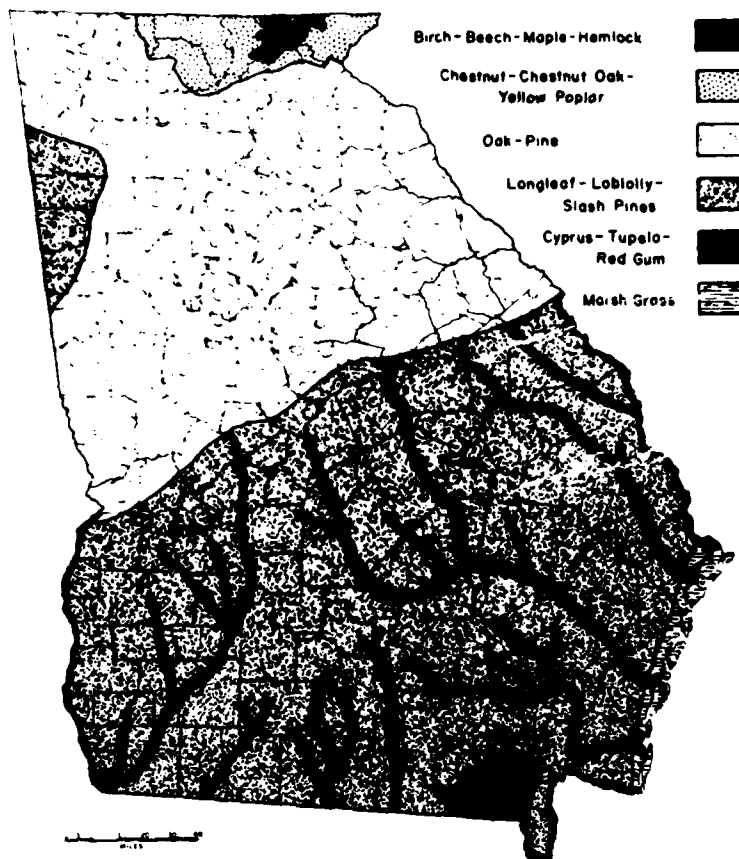 Birch-Beech-Maple-Hemlock
Chestnut-Chestnut Oak-
Yellow Poplar
Oak-Pine
Longleaf-Loblolly-
Slash Pines
Cyprus-Tupelo-
Red Gum
Marsh Grass
MILES